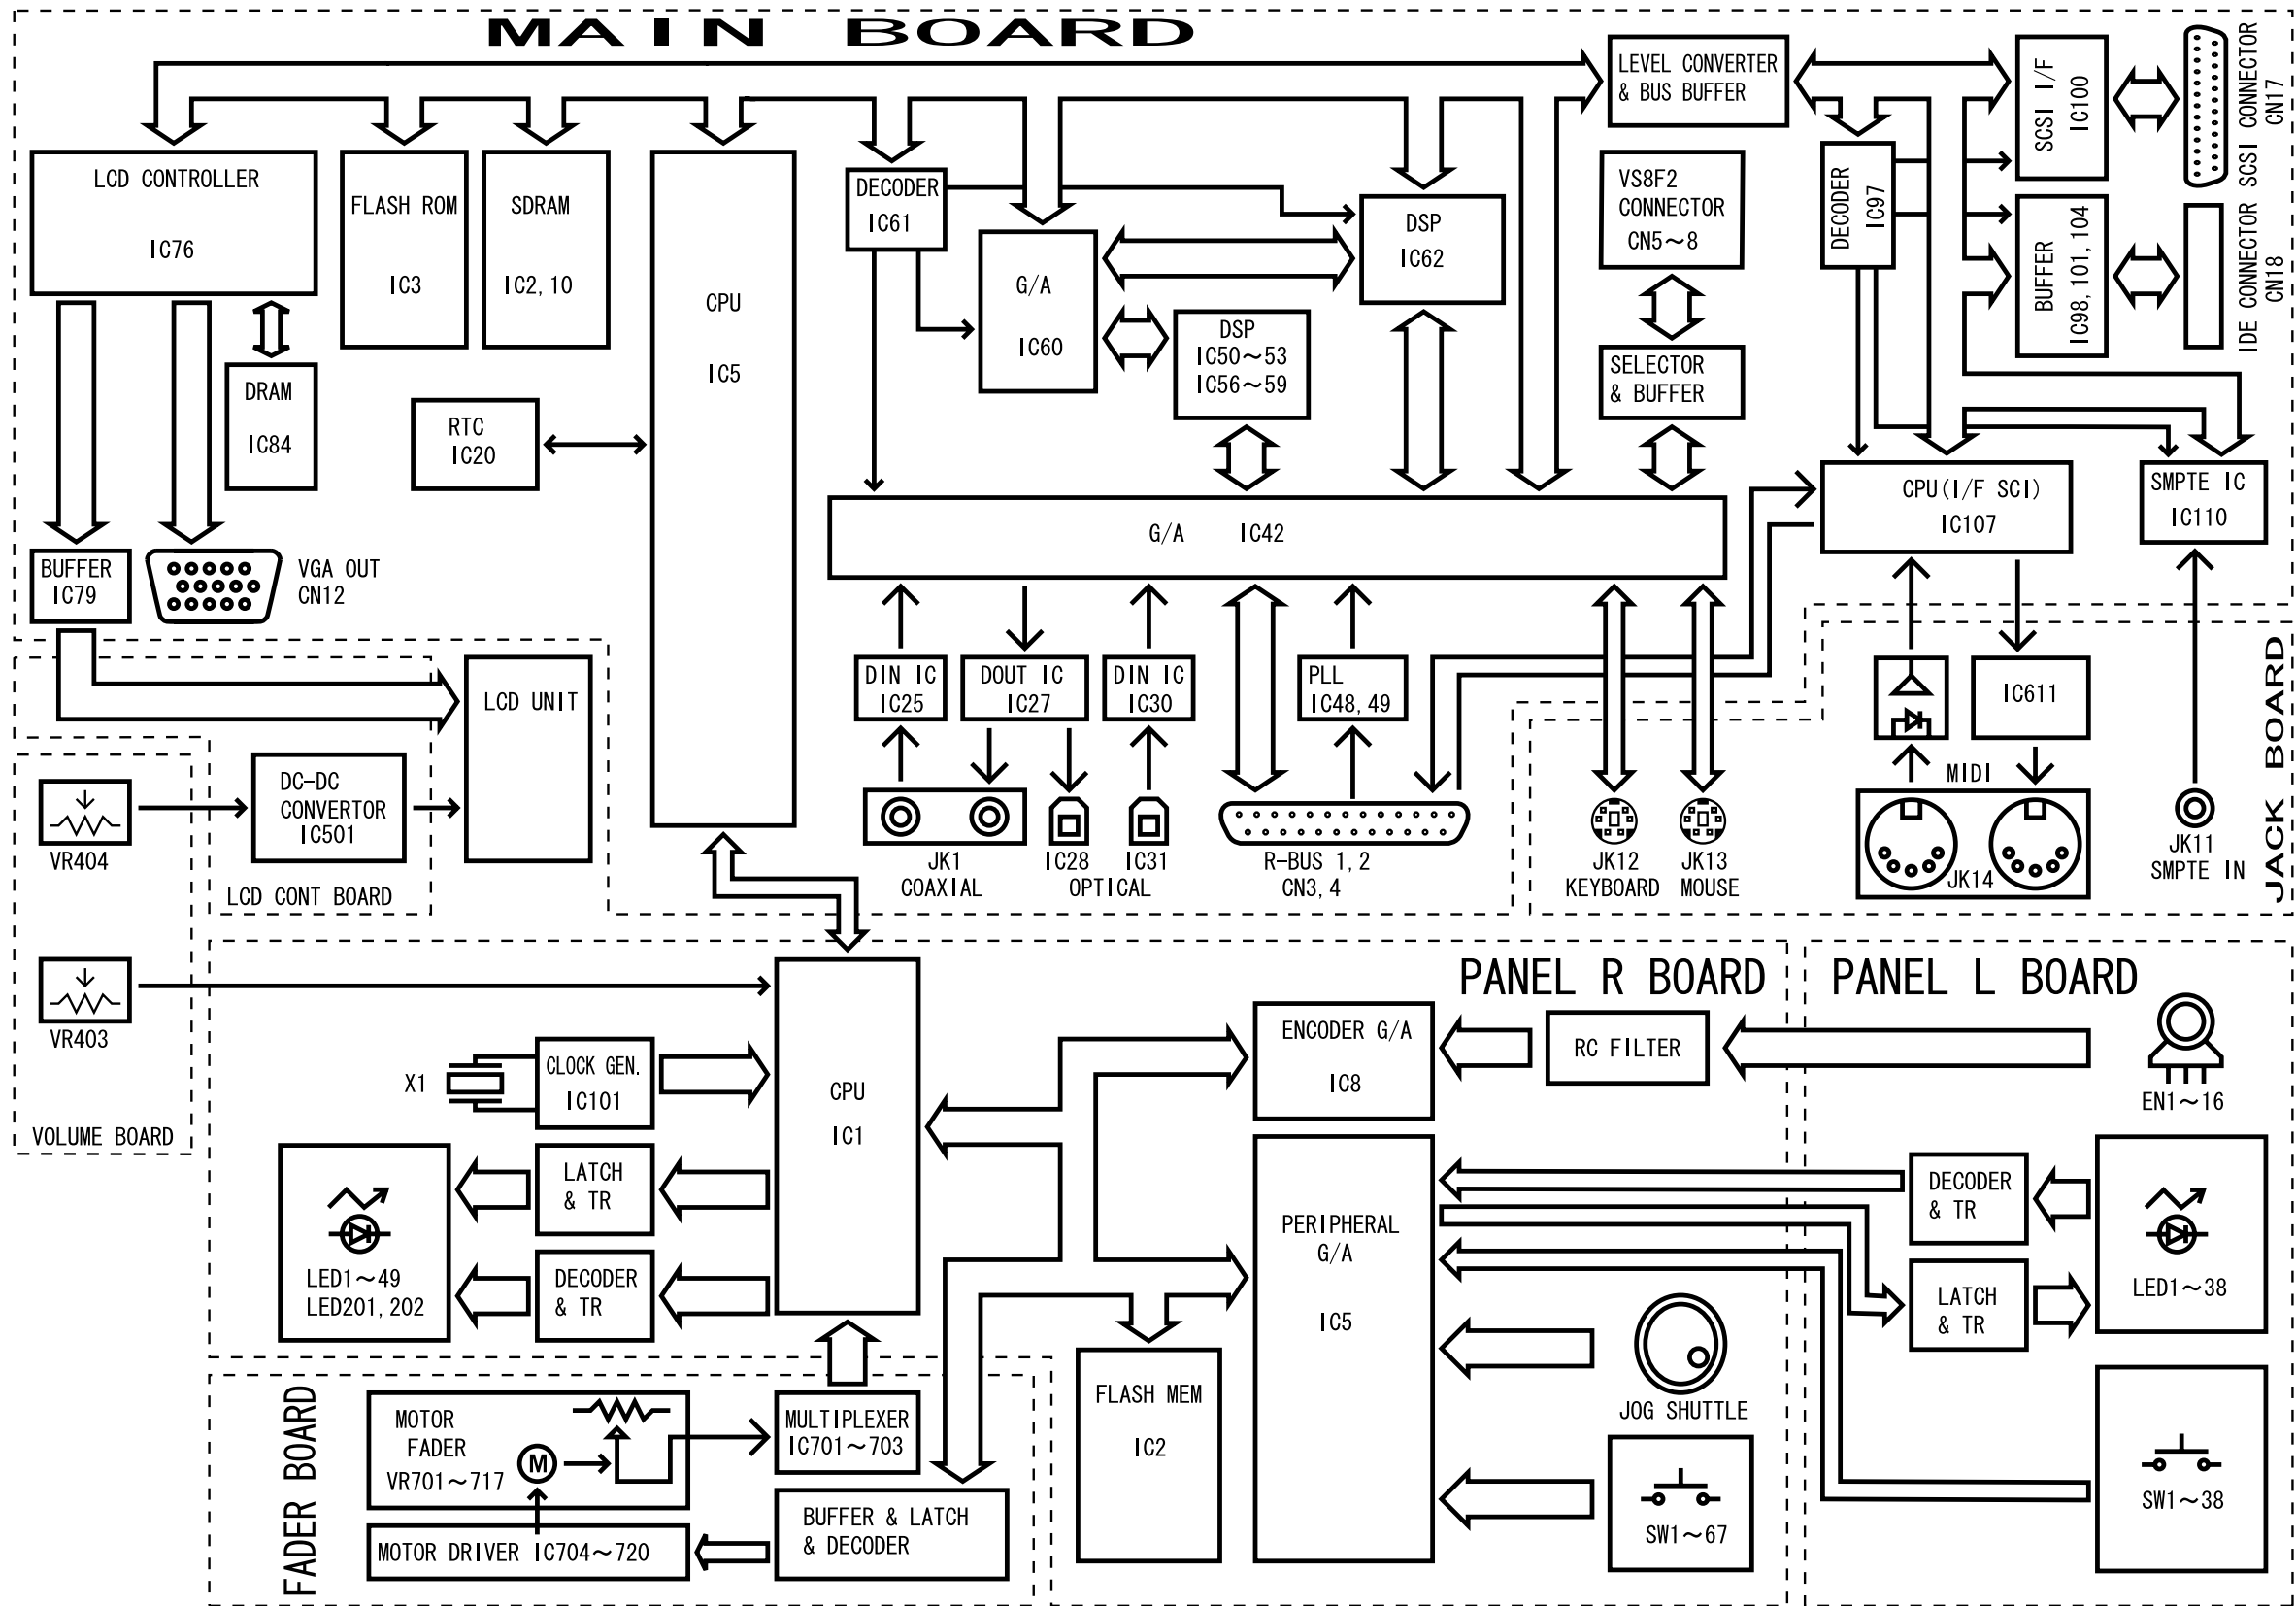 MAIN BOARD
LEVEL CONVERTER
& BUS BUFFER
SCSI I/F
IC100
SCSI CONNECTOR
CN17
LCD CONTROLLER
IC76
FLASH ROM
IC3
SDRAM
IC2,10
CPU
IC5
DECODER
IC61
G/A
IC60
DSP
IC62
DSP
IC50~53
IC56~59
VS8F2
CONNECTOR
CN5~8
SELECTOR
& BUFFER
DECODER
IC97
BUFFER
IC98,101,104
IDE CONNECTOR
CN18
DRAM
IC84
RTC
IC20
G/A IC42
CPU(I/F SCI)
IC107
SMPTE IC
IC110
BUFFER
IC79
VGA OUT
CN12
LCD UNIT
DIN IC
IC25
DOUT IC
IC27
DIN IC
IC30
PLL
IC48,49
IC611
MIDI
JACK BOARD
VR404
DC-DC
CONVERTOR
IC501
LCD CONT BOARD
JK1
COAXIAL
IC28
IC31
OPTICAL
R-BUS 1,2
CN3,4
JK12
KEYBOARD
JK13
MOUSE
JK14
JK11
SMPTE IN
VR403
VOLUME BOARD
PANEL R BOARD
PANEL L BOARD
X1
CLOCK GEN.
IC101
CPU
IC1
ENCODER G/A
IC8
RC FILTER
EN1~16
LED1~49
LED201,202
LATCH
& TR
DECODER
& TR
PERIPHERAL
G/A
IC5
DECODER
& TR
LATCH
& TR
LED1~38
FLASH MEM
IC2
JOG SHUTTLE
SW1~67
SW1~38
FADER BOARD
MOTOR
FADER
VR701~717
M
MULTIPLEXER
IC701~703
MOTOR DRIVER IC704~720
BUFFER & LATCH
& DECODER